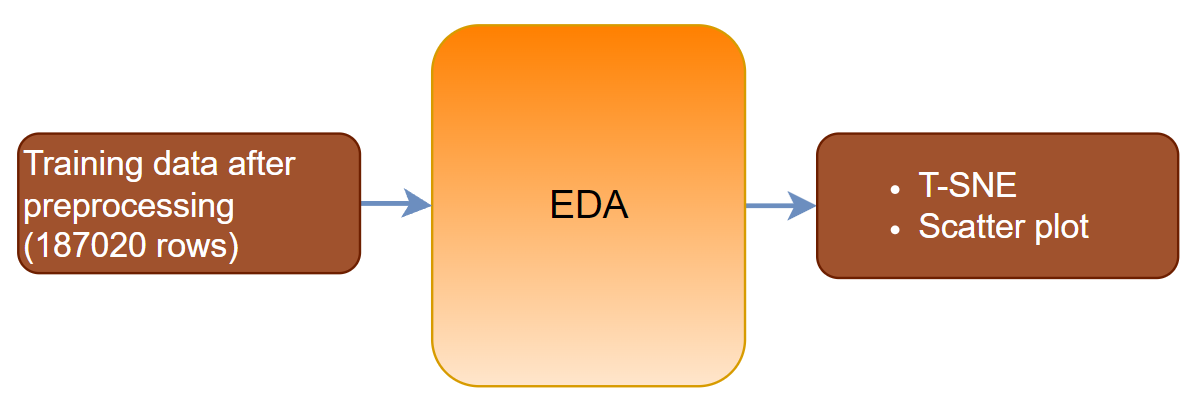 Training data after
preprocessing
(187020 rows)
EDA
• T-SNE
• Scatter plot